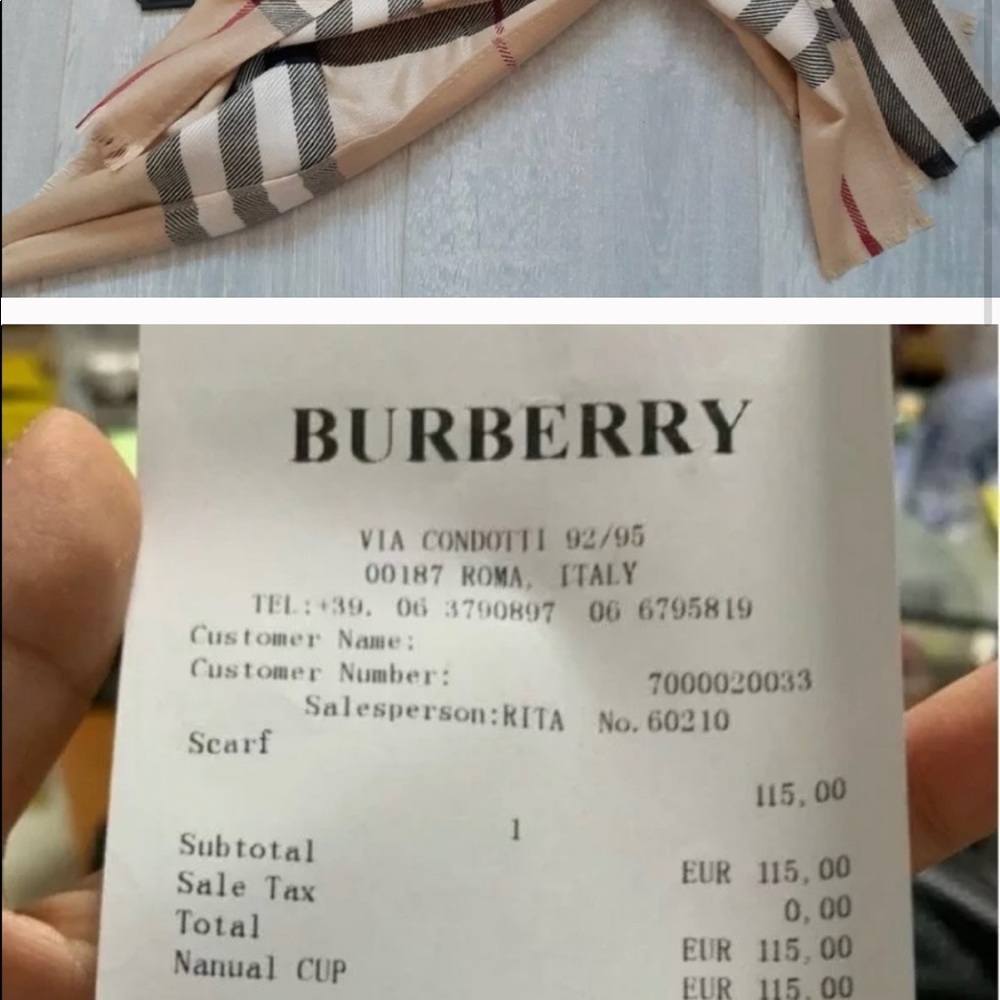 BURBERRY
VIA CONDOTTI 92/95
00187 ROMA, ITALY
TEL:+39. 06 3790897 06 6795819
Customer Name:
Customer Number: 7000020033
Salesperson:RITA No.60210
Scarf
115,00
1
Subtotal EUR 115,00
Sale Tax 0,00
Total EUR 115,00
Nanual CUP EUR 115,00